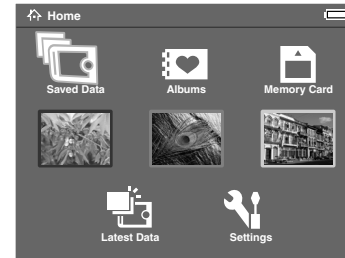 Home
Saved Data
Albums
Memory Card
Latest Data
Settings